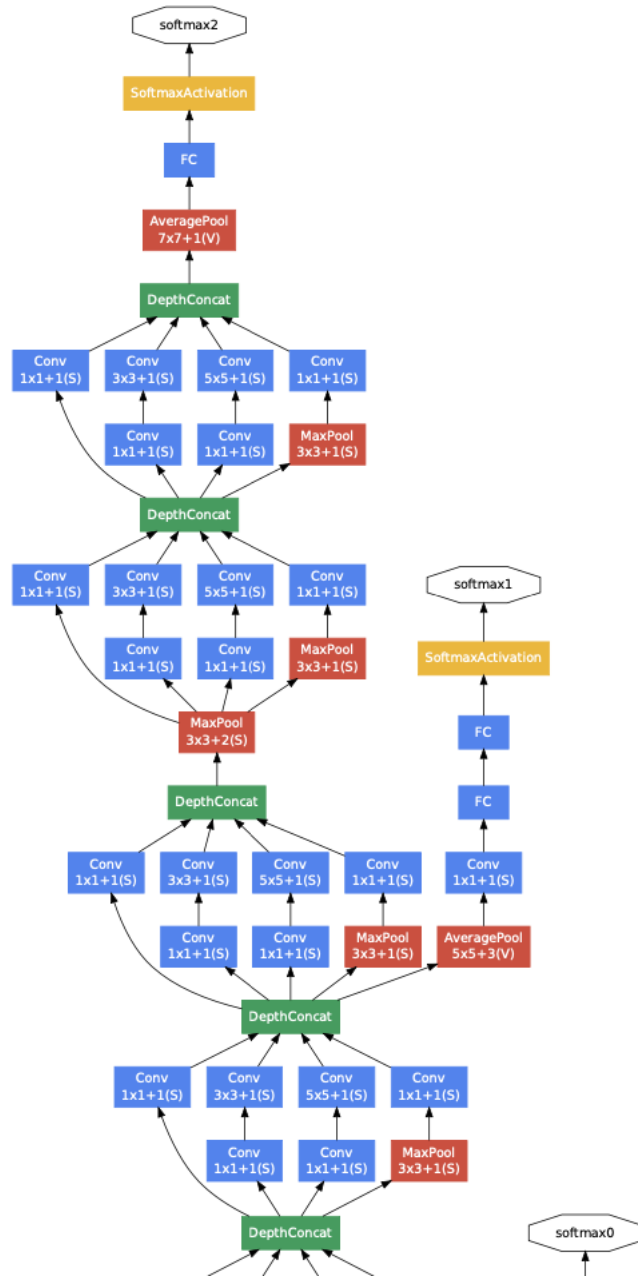 softmax2
SoftmaxActivation
FC
AveragePool
7x7+1(V)
DepthConcat
Conv
1x1+1(S)
Conv
3x3+1(S)
Conv
5x5+1(S)
Conv
1x1+1(S)
Conv
1x1+1(S)
Conv
1x1+1(S)
MaxPool
3x3+1(S)
DepthConcat
Conv
1x1+1(S)
Conv
3x3+1(S)
Conv
5x5+1(S)
Conv
1x1+1(S)
softmax1
Conv
1x1+1(S)
Conv
1x1+1(S)
MaxPool
3x3+1(S)
SoftmaxActivation
MaxPool
3x3+2(S)
FC
DepthConcat
FC
Conv
1x1+1(S)
Conv
3x3+1(S)
Conv
5x5+1(S)
Conv
1x1+1(S)
Conv
1x1+1(S)
Conv
1x1+1(S)
Conv
1x1+1(S)
MaxPool
3x3+1(S)
AveragePool
5x5+3(V)
DepthConcat
Conv
1x1+1(S)
Conv
3x3+1(S)
Conv
5x5+1(S)
Conv
1x1+1(S)
Conv
1x1+1(S)
Conv
1x1+1(S)
MaxPool
3x3+1(S)
DepthConcat
softmax0